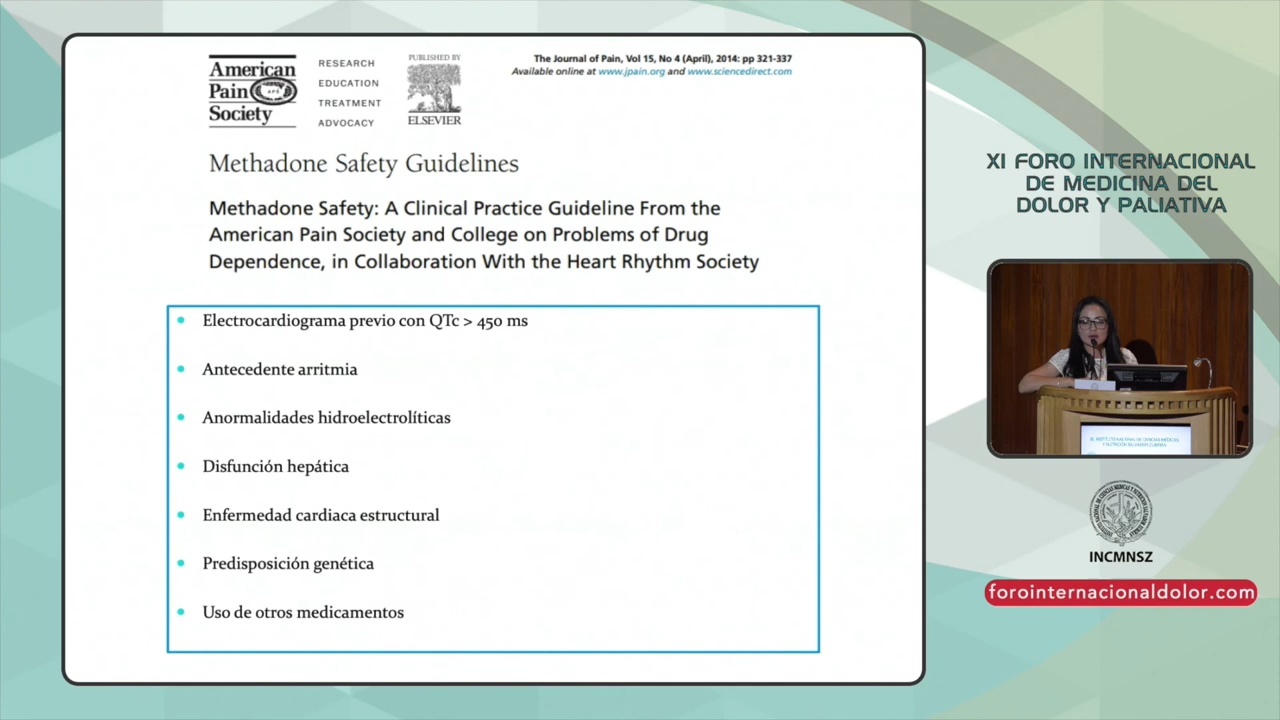 American
Pain
Society
RESEARCH
EDUCATION
TREATMENT
ADVOCACY
PUBLISHED BY
ELSEVIER
The Journal of Pain, Vol 15, No 4 (April), 2014: pp 321-337
Available online at www.jpain.org and www.sciencedirect.com
Methadone Safety Guidelines
Methadone Safety: A Clinical Practice Guideline From the
American Pain Society and College on Problems of Drug
Dependence, in Collaboration With the Heart Rhythm Society
• Electrocardiograma previo con QTc > 450 ms
• Antecedente arritmia
• Anormalidades hidroelectrolíticas
• Disfunción hepática
• Enfermedad cardiaca estructural
• Predisposición genética
• Uso de otros medicamentos
XI FORO INTERNACIONAL
DE MEDICINA DEL
DOLOR Y PALIATIVA
INCMNSZ
forointernacionaldolor.com